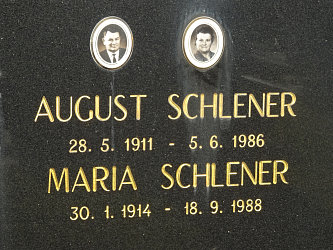 AUGUST SCHLENER
28. 5. 1911 - 5. 6. 1986
MARIA SCHLENER
30. 1. 1914 - 18. 9. 1988